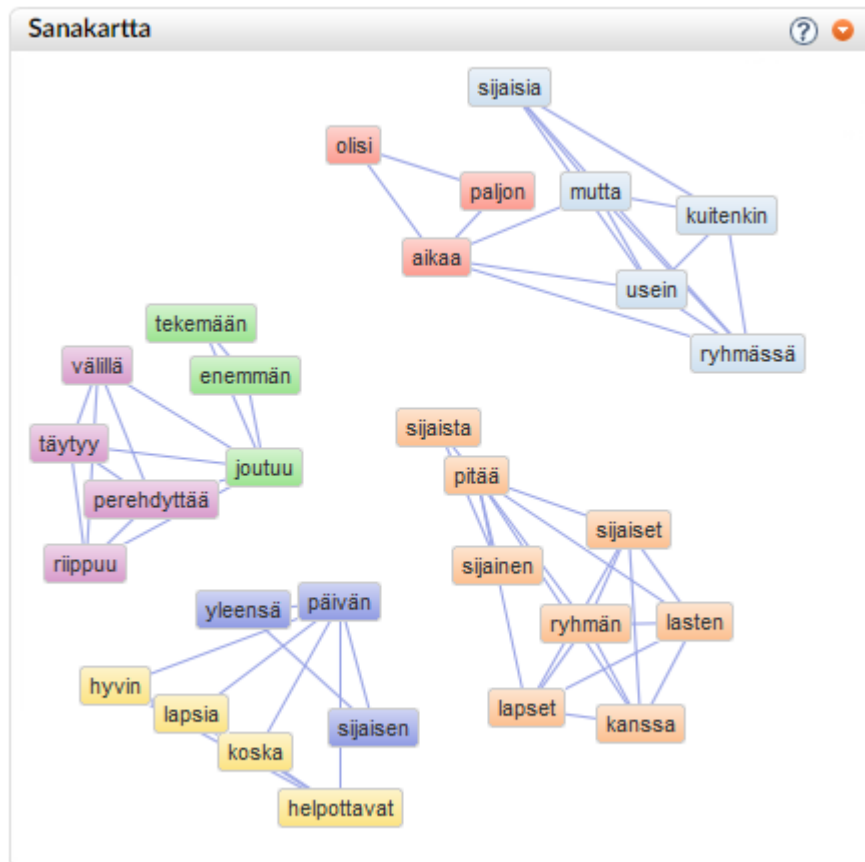 Sanakartta
?
sijaisia
olisi
paljon
mutta
kuitenkin
aikaa
usein
ryhmässä
tekemään
enemmän
välillä
täytyy
joutuu
perehdyttää
riippuu
sijaista
pitää
sijaiset
sijainen
ryhmän
lasten
lapset
kanssa
yleensä
päivän
hyvin
lapsia
sijaisen
koska
helpottavat